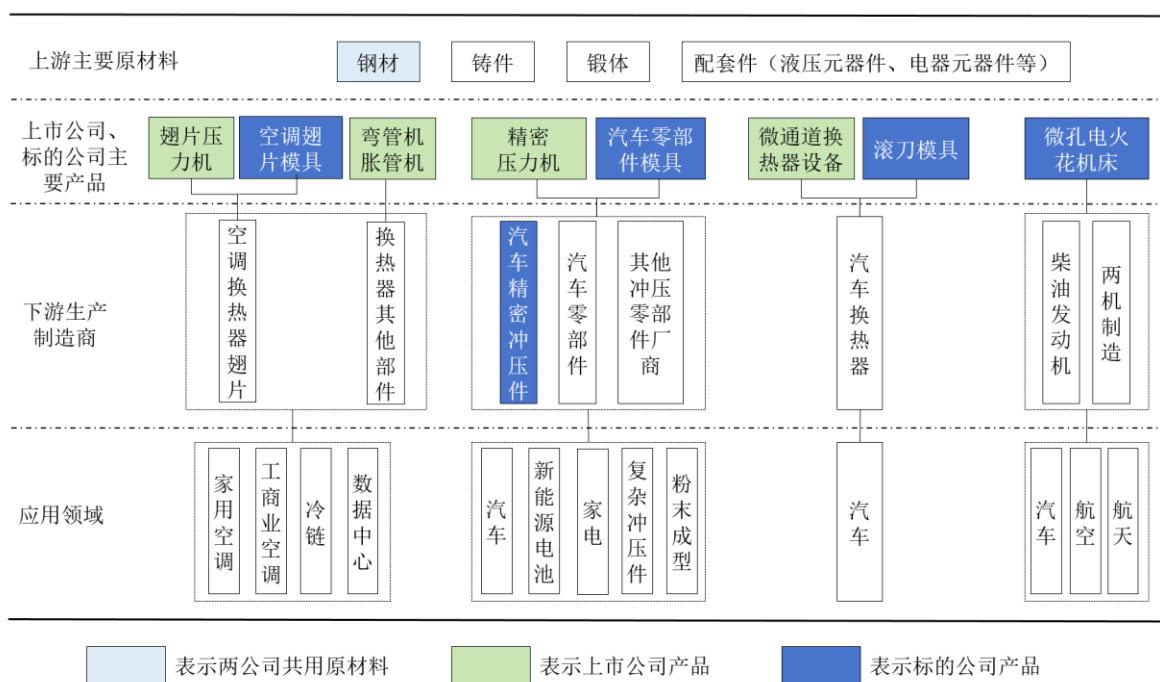 上游主要原材料
钢材
铸件
锻体
配套件（液压元器件、电器元器件等）
上市公司、
标的公司主
要产品
翅片压
力机
空调翅
片模具
弯管机
胀管机
精密
压力机
汽车零部
件模具
微通道换
热器设备
滚刀模具
微孔电火
花机床
下游生产
制造商
空调换热器翅片
换热器其他部件
汽车精密冲压件
汽车零部件
其他
冲压
零部
件厂
商
汽车换热器
柴油发动机
两机制造
应用领域
家用空调
工商业空调
冷链
数据中心
汽车
新能源电池
家电
复杂冲压件
粉末成型
汽车
汽车
航空
航天
表示两公司共用原材料
表示上市公司产品
表示标的公司产品